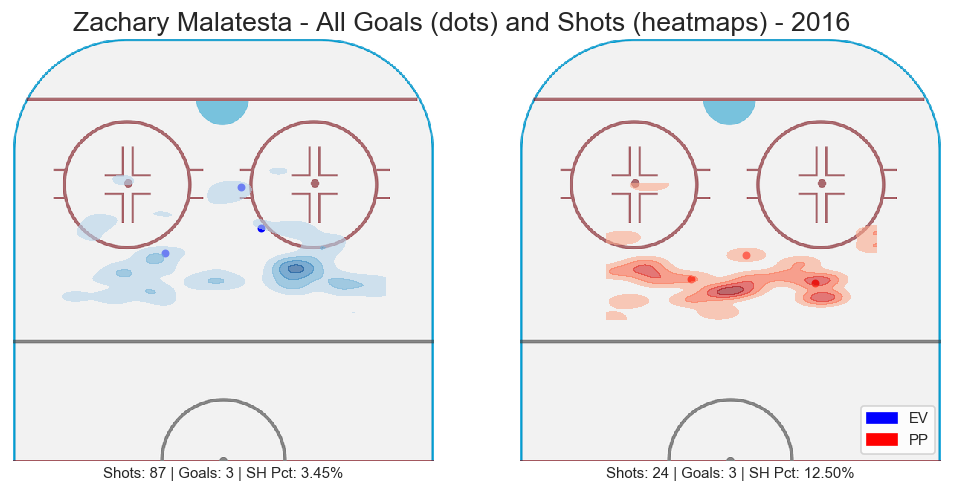 Zachary Malatesta - All Goals (dots) and Shots (heatmaps) - 2016
EV
PP
Shots: 87 | Goals: 3 | SH Pct: 3.45%
Shots: 24 | Goals: 3 | SH Pct: 12.50%